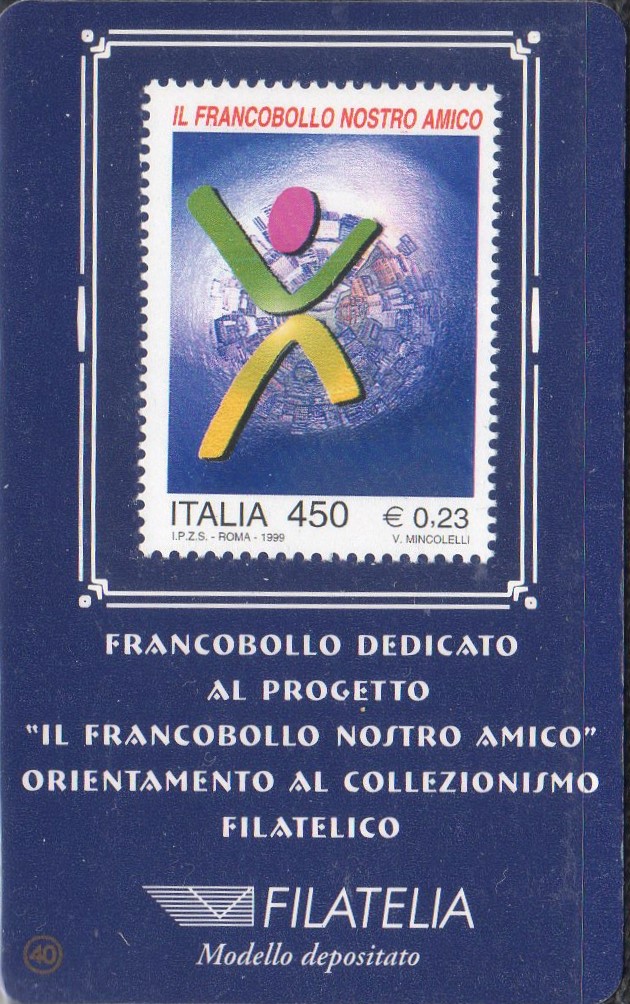 IL FRANCOBOLLO NOSTRO AMICO
ITALIA 450 € 0,23
I.P.Z.S. - ROMA - 1999 V. MINCOLELLI
FRANCOBOLLO DEDICATO
AL PROGETTO
"IL FRANCOBOLLO NOSTRO AMICO"
ORIENTAMENTO AL COLLEZIONISMO
FILATELICO
FILATELIA
Modello depositato
40